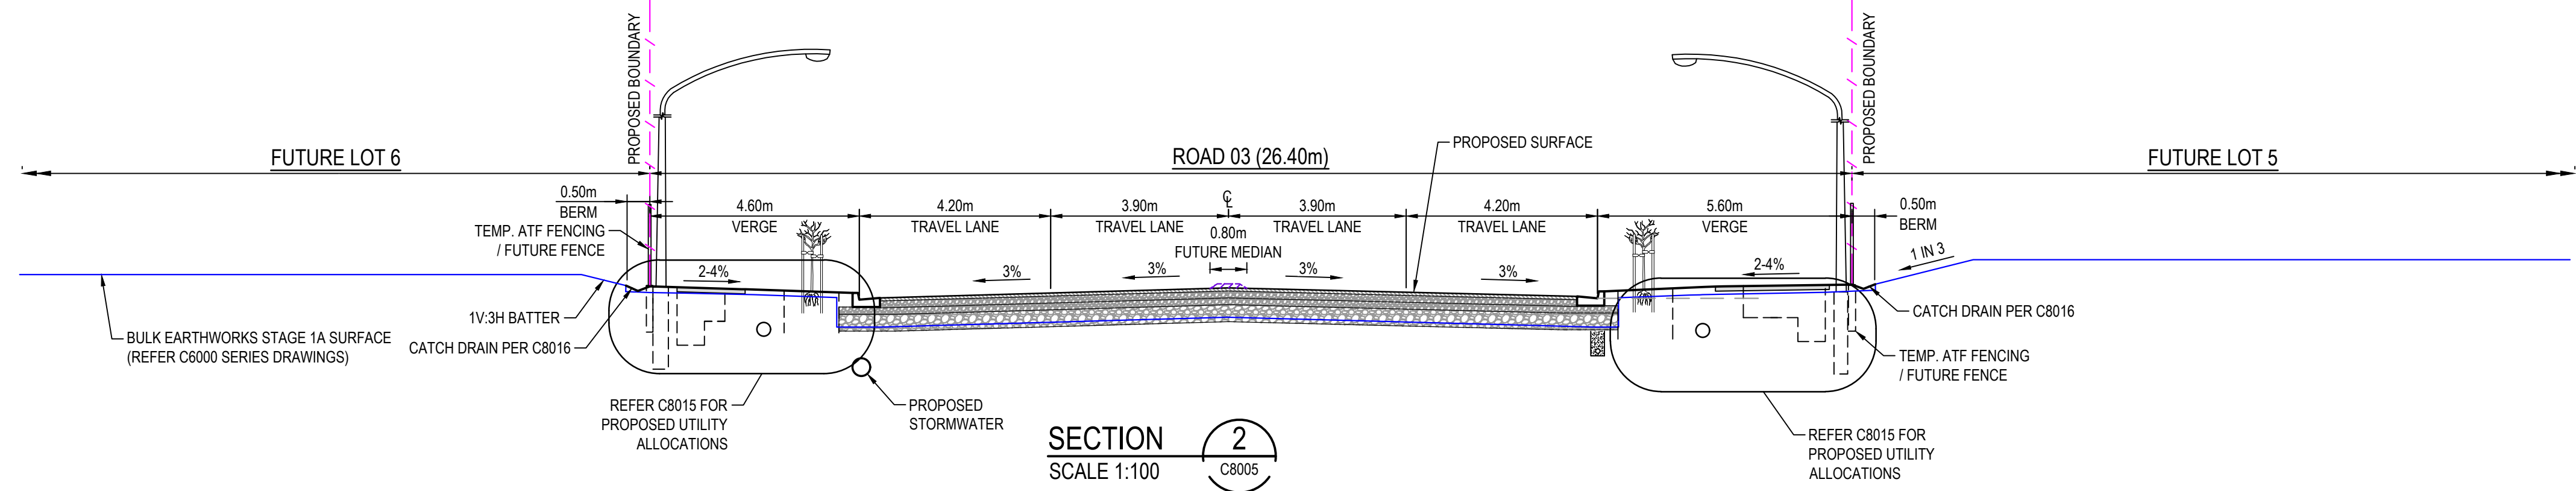 PROPOSED BOUNDARY
PROPOSED BOUNDARY
FUTURE LOT 6
ROAD 03 (26.40m)
FUTURE LOT 5
PROPOSED SURFACE
0.50m
BERM
4.60m
VERGE
4.20m
TRAVEL LANE
3.90m
TRAVEL LANE
℄
3.90m
TRAVEL LANE
4.20m
TRAVEL LANE
5.60m
VERGE
0.50m
BERM
0.80m
FUTURE MEDIAN
TEMP. ATF FENCING
/ FUTURE FENCE
2-4%
3%
3%
3%
3%
2-4%
1 IN 3
1V:3H BATTER
CATCH DRAIN PER C8016
BULK EARTHWORKS STAGE 1A SURFACE
(REFER C6000 SERIES DRAWINGS)
CATCH DRAIN PER C8016
TEMP. ATF FENCING
/ FUTURE FENCE
REFER C8015 FOR
PROPOSED UTILITY
ALLOCATIONS
PROPOSED
STORMWATER
REFER C8015 FOR
PROPOSED UTILITY
ALLOCATIONS
SECTION
2
SCALE 1:100
C8005